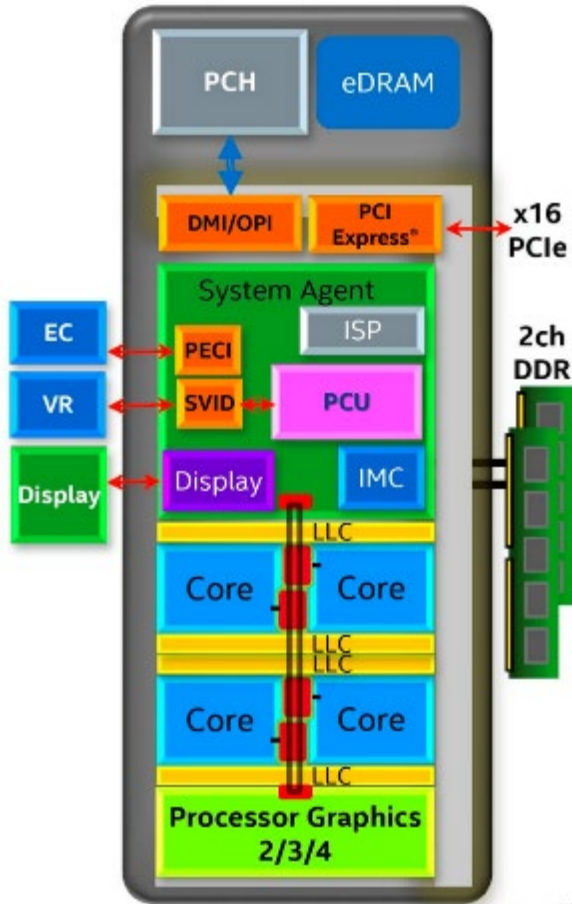 PCH
eDRAM
DMI/OPI
PCI
Express®
x16
PCIe
System Agent
EC
PECI
ISP
2ch
DDR
VR
SVID
PCU
Display
Display
IMC
LLC
Core
Core
LLC
LLC
Core
Core
LLC
Processor Graphics
2/3/4